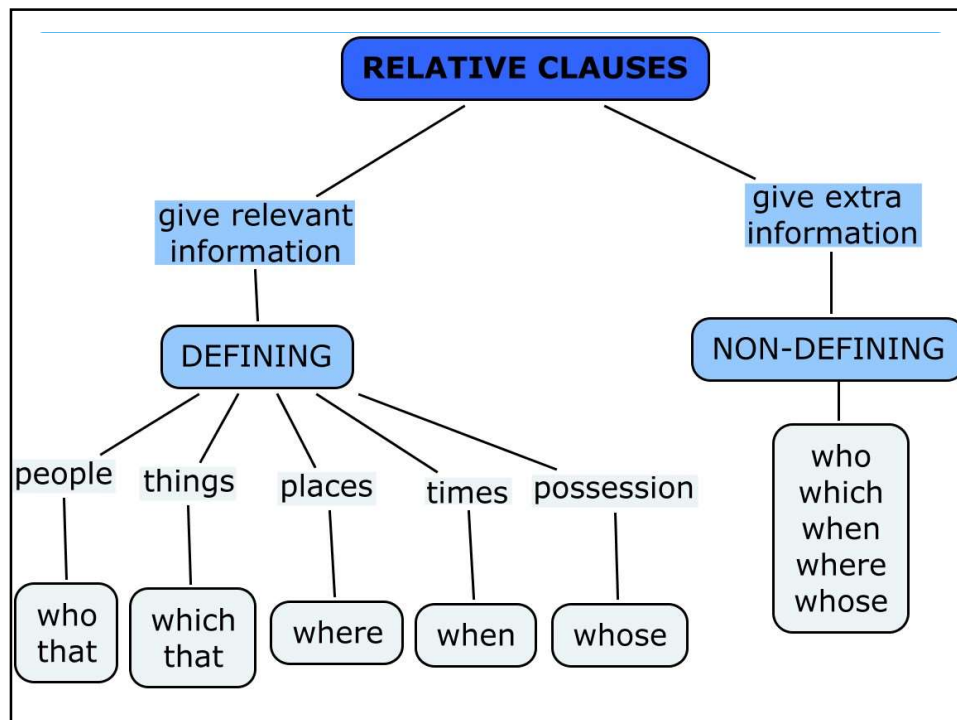 RELATIVE CLAUSES
give relevant
information
give extra
information
DEFINING
NON-DEFINING
people
things
places
times
possession
who
that
which
that
where
when
whose
who
which
when
where
whose